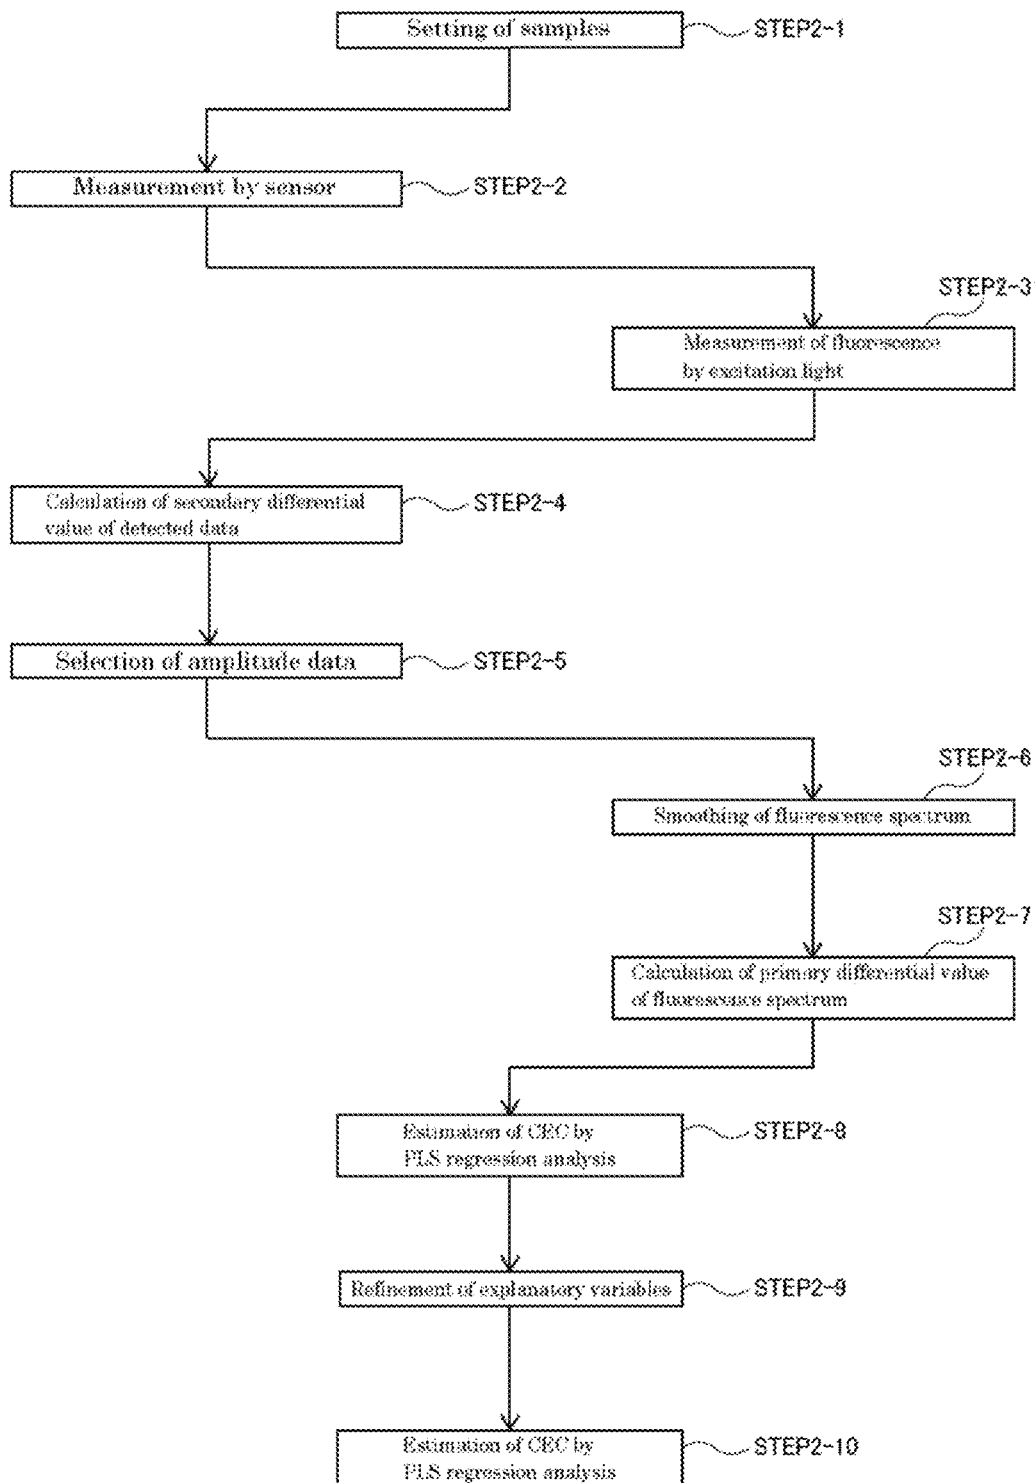 Setting of samples
STEP2-1
Measurement by sensor
STEP2-2
STEP2-3
Measurement of fluorescence
by excitation light
Calculation of secondary differential
value of detected data
STEP2-4
Selection of amplitude data
STEP2-5
STEP2-6
Smoothing of fluorescence spectrum
STEP2-7
Calculation of primary differential value
of fluorescence spectrum
Estimation of CEC by
PLS regression analysis
STEP2-8
Refinement of explanatory variables
STEP2-9
Estimation of CEC by
PLS regression analysis
STEP2-10